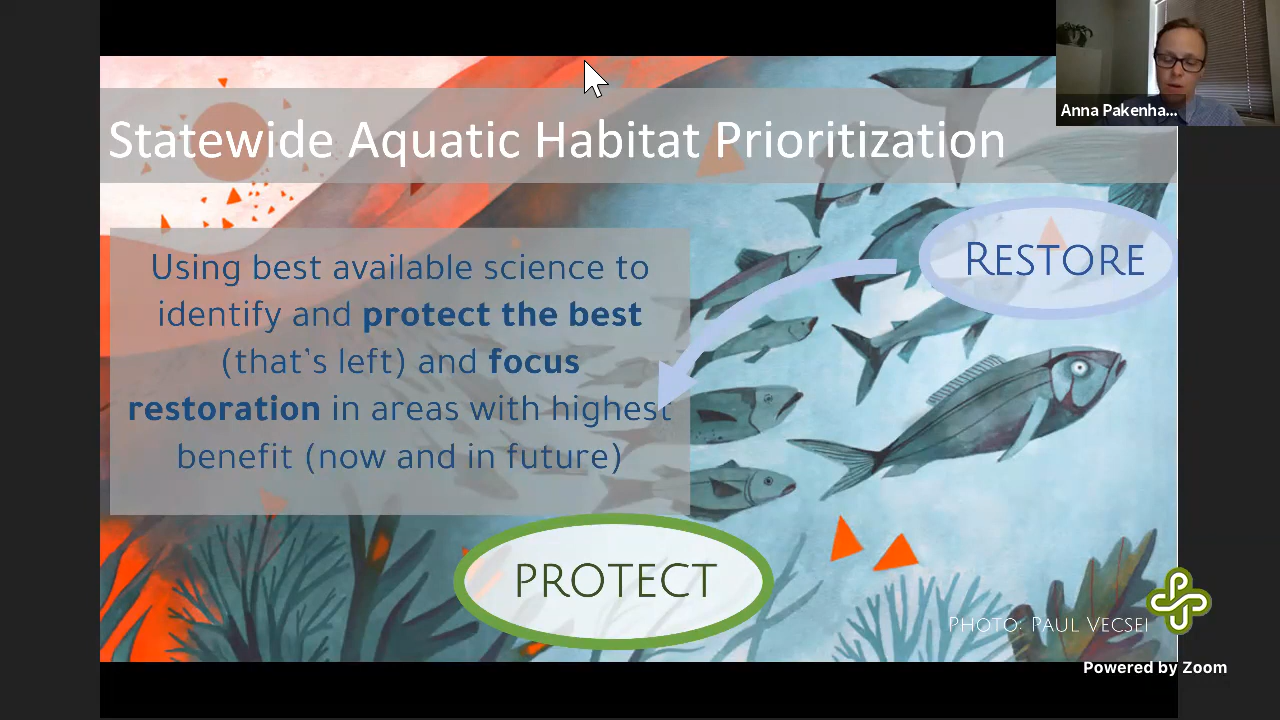 Anna Pakenha...
Statewide Aquatic Habitat Prioritization
Using best available science to
identify and protect the best
(that's left) and focus
restoration in areas with highest
benefit (now and in future)
RESTORE
PROTECT
PHOTO: PAUL VECSEI
Powered by Zoom